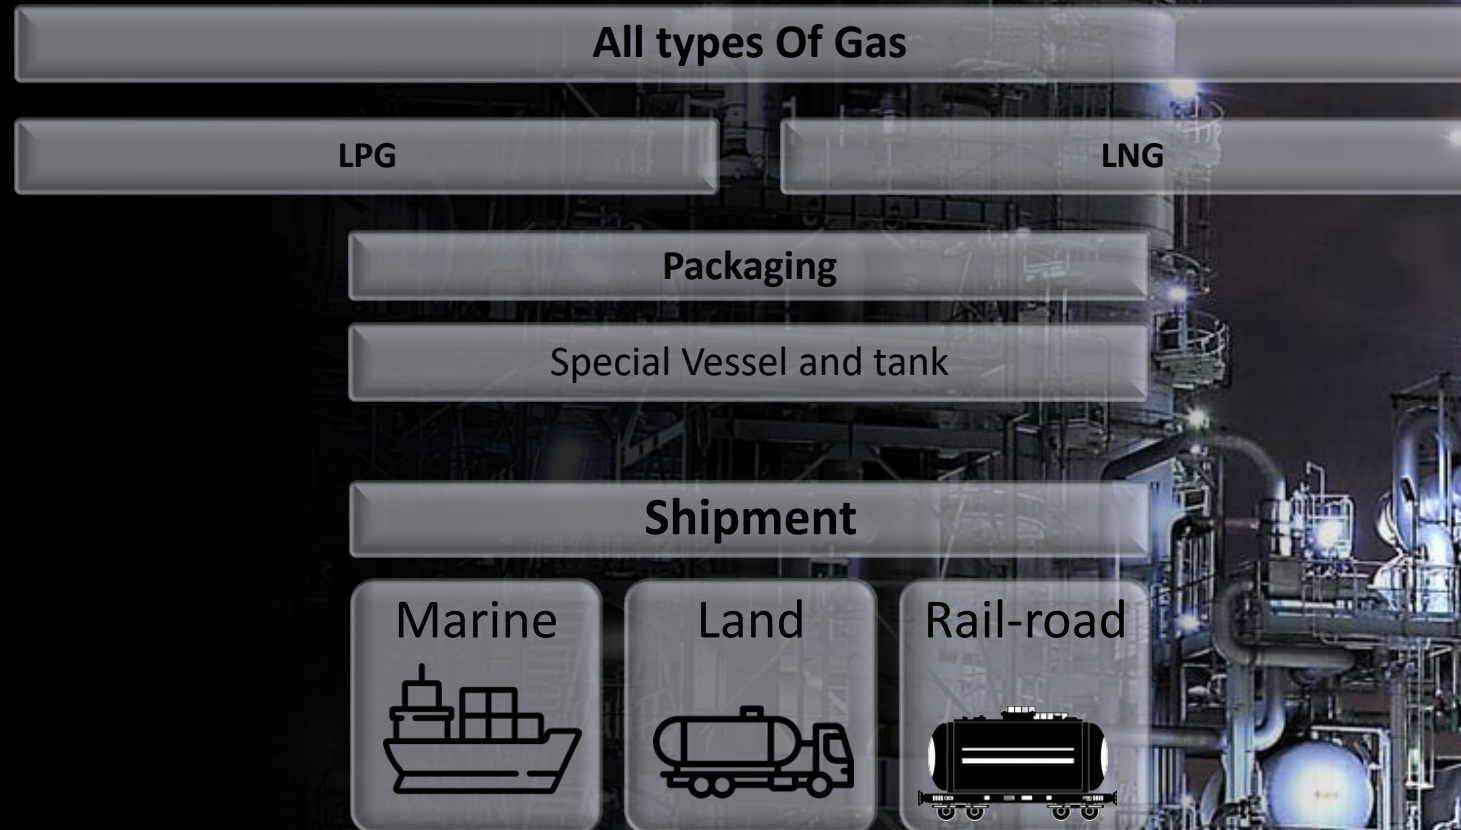 All types Of Gas
LPG
LNG
Packaging
Special Vessel and tank
Shipment
Marine
Land
Rail-road